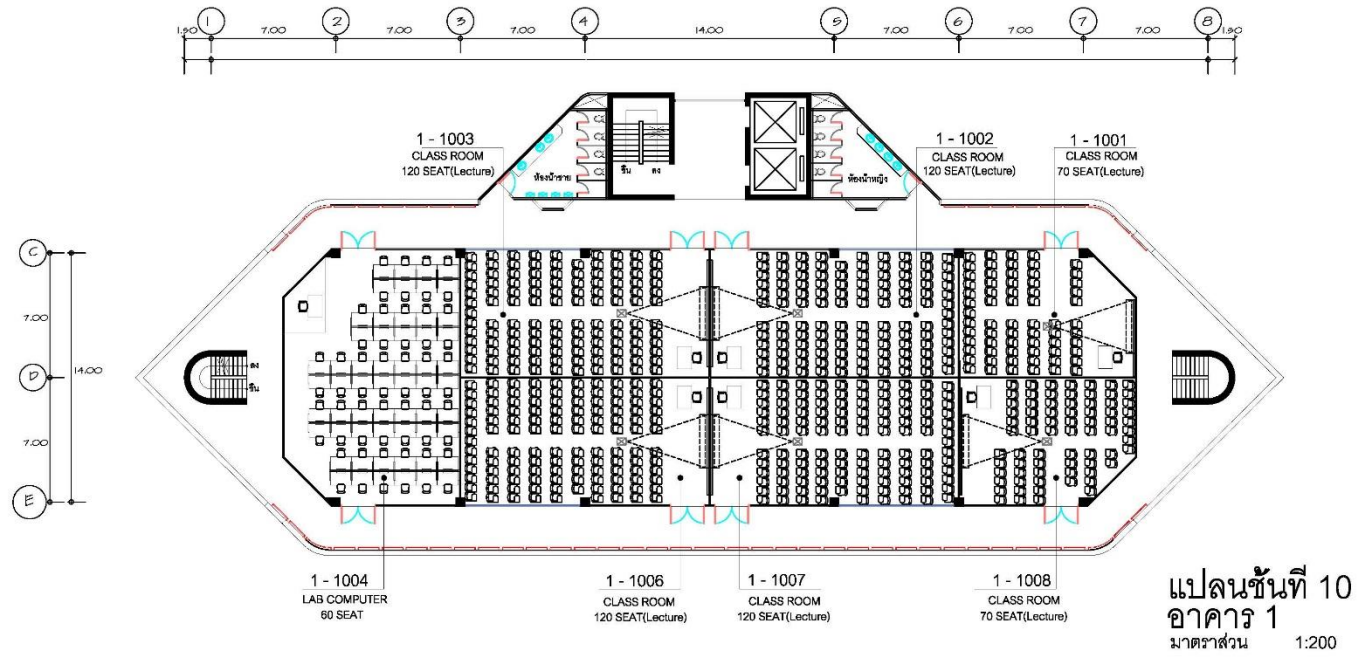 1 2 3 4 5 6 7 8
1.90 7.00 7.00 7.00 14.00 7.00 7.00 7.00 1.90
1 - 1003
CLASS ROOM
120 SEAT(Lecture)
1 - 1002
CLASS ROOM
120 SEAT(Lecture)
1 - 1001
CLASS ROOM
70 SEAT(Lecture)
ห้องน้ำชาย
ขึ้น ลง
ห้องน้ำหญิง
C
7.00
D
14.00
7.00
E
ลง
ขึ้น
1 - 1004
LAB COMPUTER
60 SEAT
1 - 1006
CLASS ROOM
120 SEAT(Lecture)
1 - 1007
CLASS ROOM
120 SEAT(Lecture)
1 - 1008
CLASS ROOM
70 SEAT(Lecture)
แปลนชั้นที่ 10
อาคาร 1
มาตราส่วน 1:200